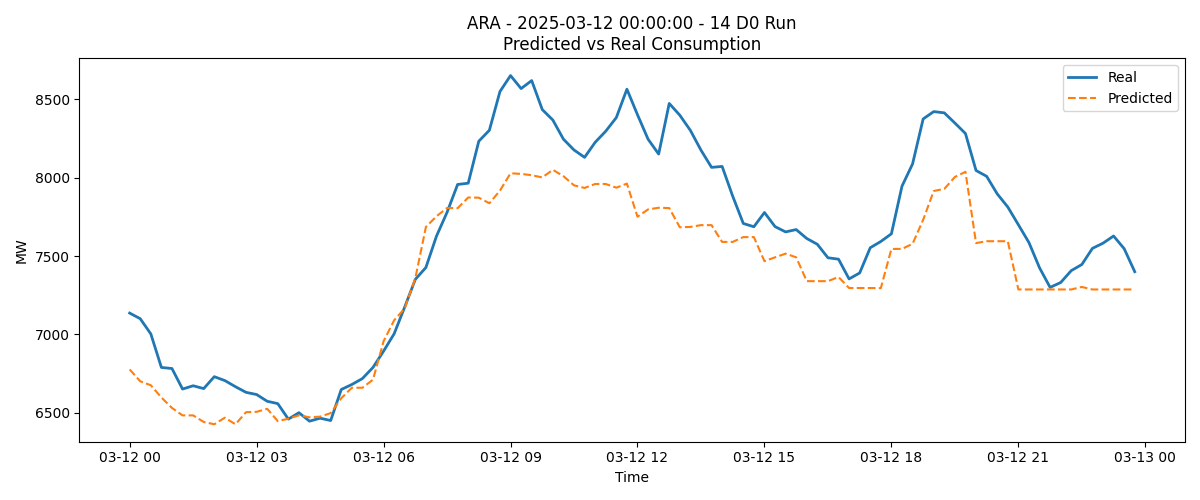 ARA - 2025-03-12 00:00:00 - 14 D0 Run
Predicted vs Real Consumption
Real
Predicted
MW
8500
8000
7500
7000
6500
03-12 00
03-12 03
03-12 06
03-12 09
03-12 12
03-12 15
03-12 18
03-12 21
03-13 00
Time